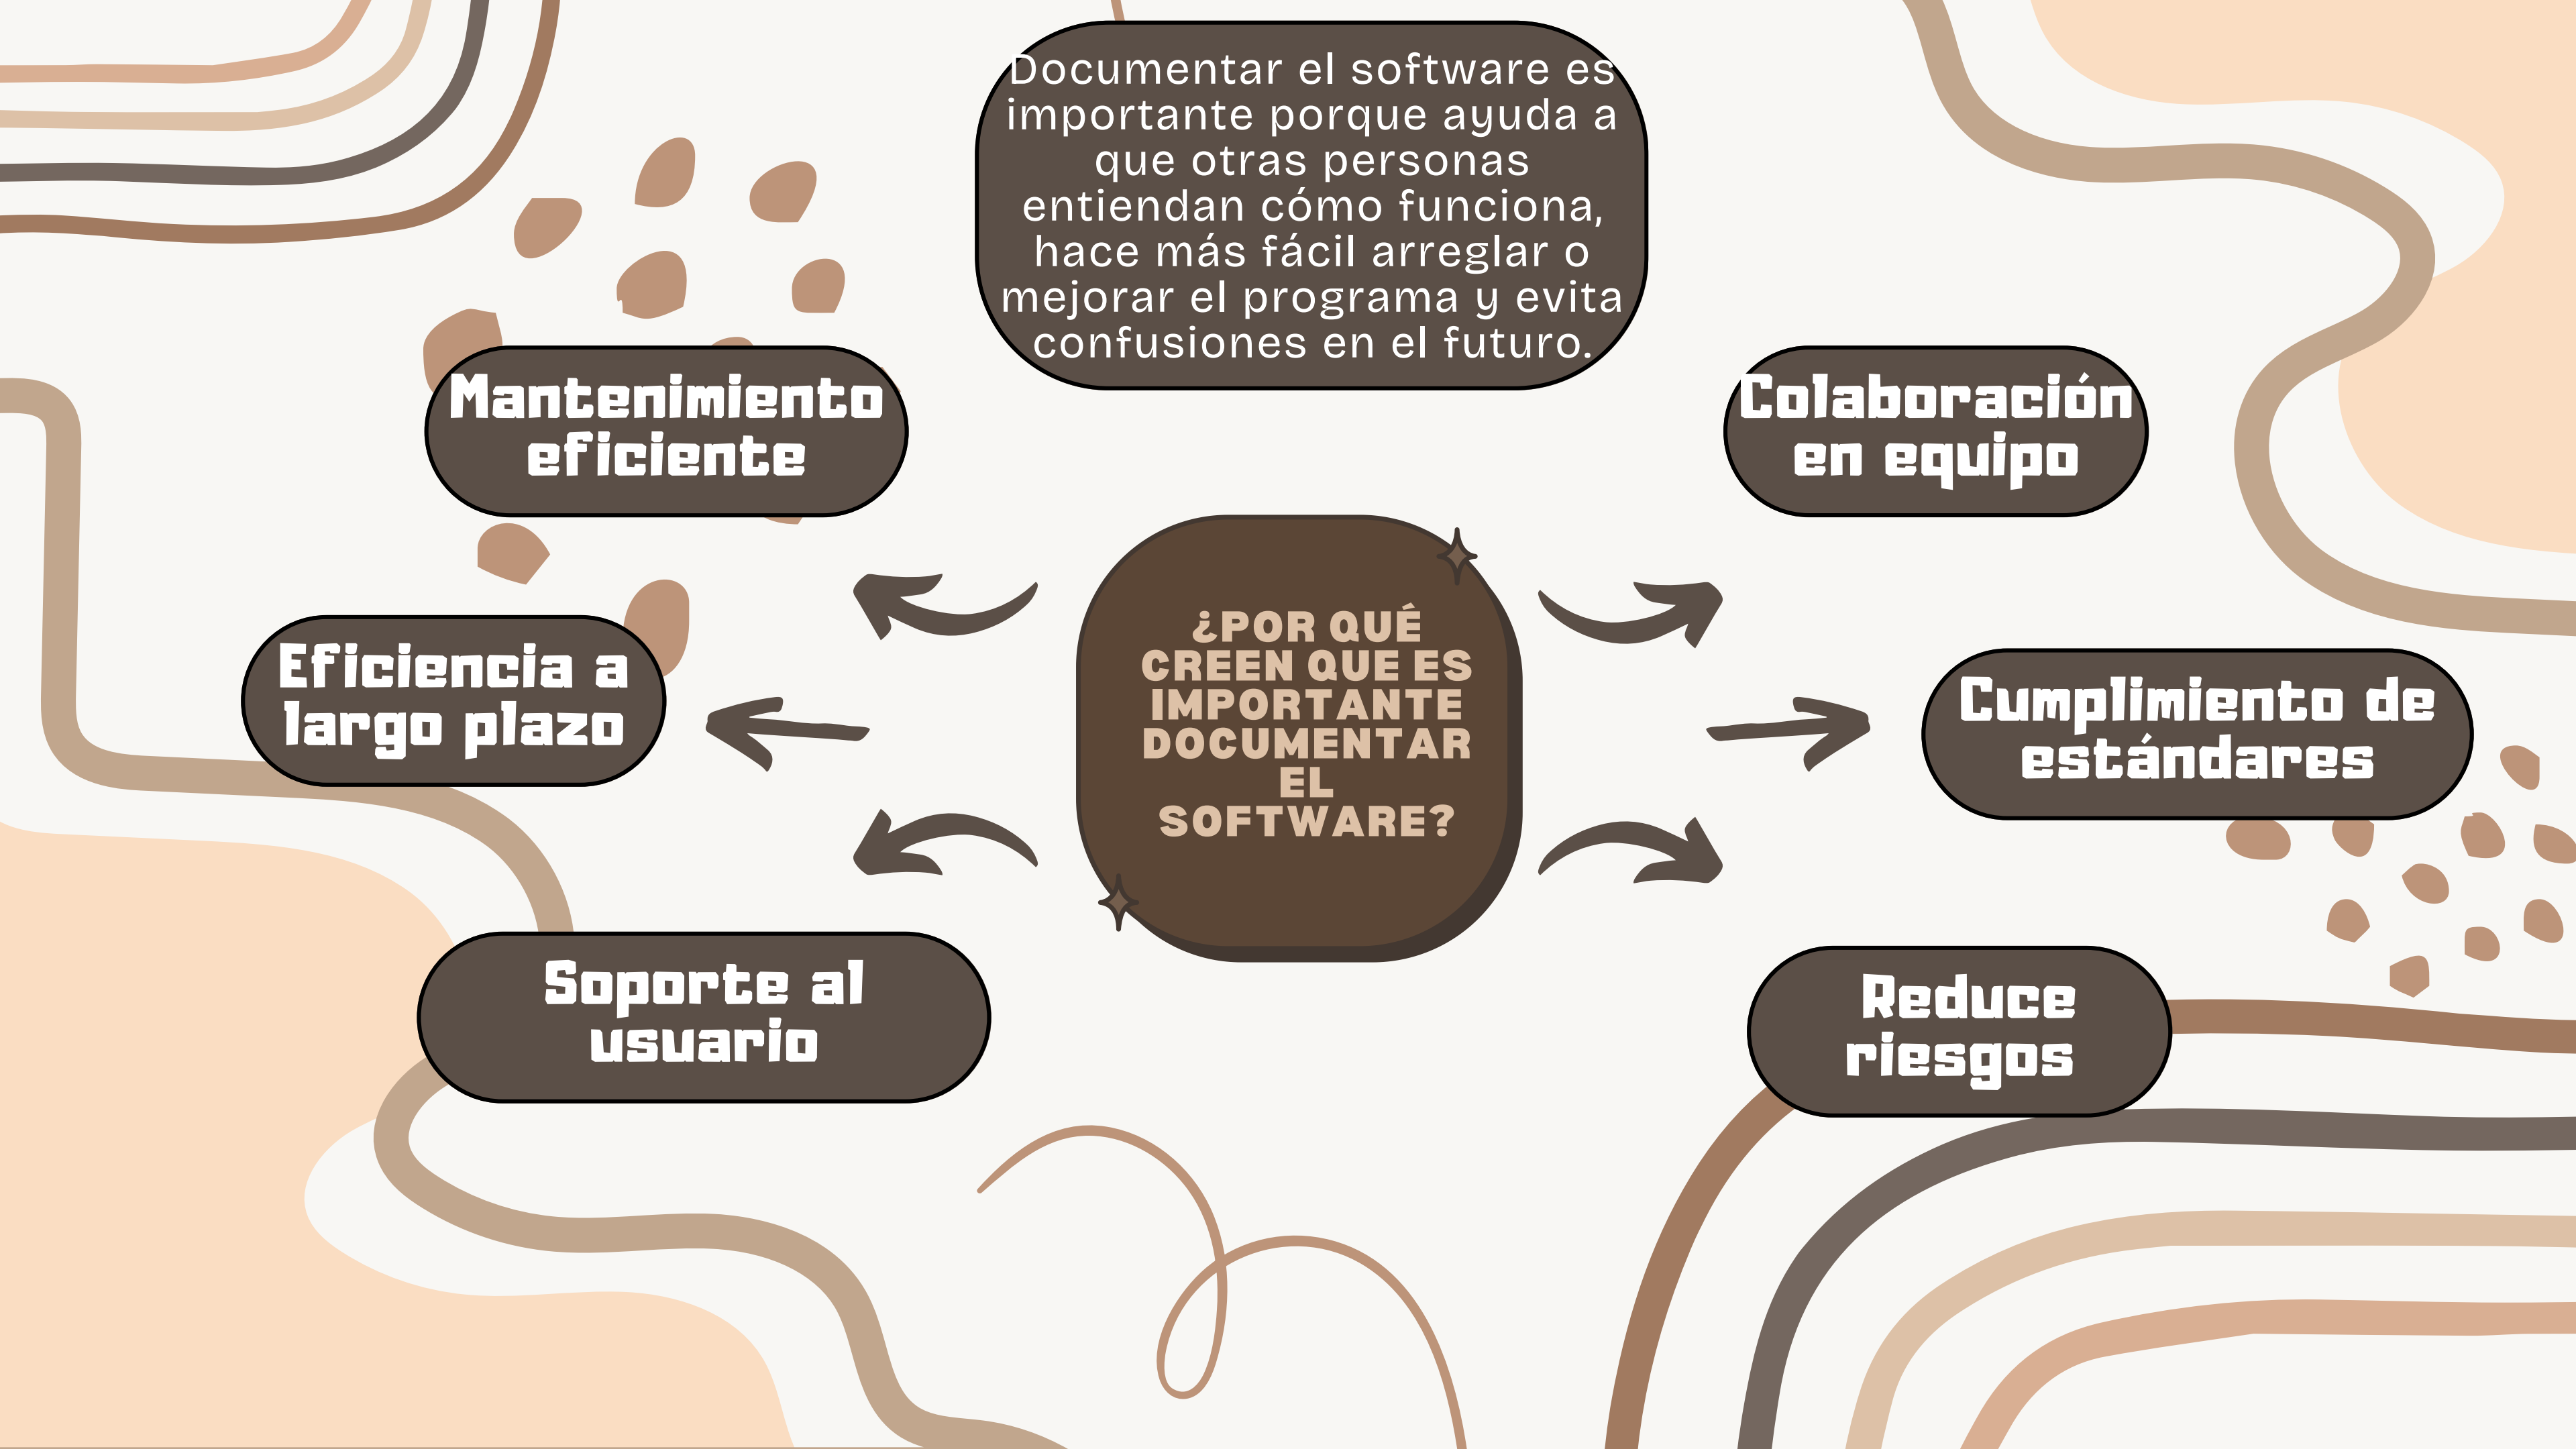 Documentar el software es
importante porque ayuda a
que otras personas
entiendan cómo funciona,
hace más fácil arreglar o
mejorar el programa y evita
confusiones en el futuro.
Mantenimiento
eficiente
Colaboración
en equipo
¿POR QUÉ
CREEN QUE ES
IMPORTANTE
DOCUMENTAR
EL
SOFTWARE?
Eficiencia a
largo plazo
Cumplimiento de
estándares
Soporte al
usuario
Reduce
riesgos